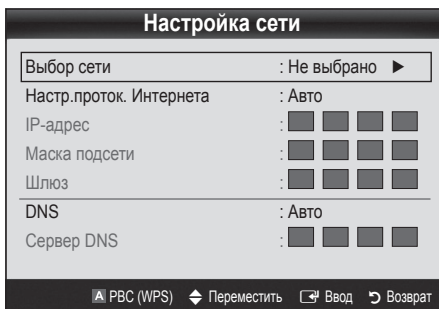 Настройка сети
Выбор сети : Не выбрано ►
Настр.проток. Интернета : Авто
IP-адрес :
Маска подсети :
Шлюз :
DNS : Авто
Сервер DNS :
A PBC (WPS) Переместить Ввод Возврат